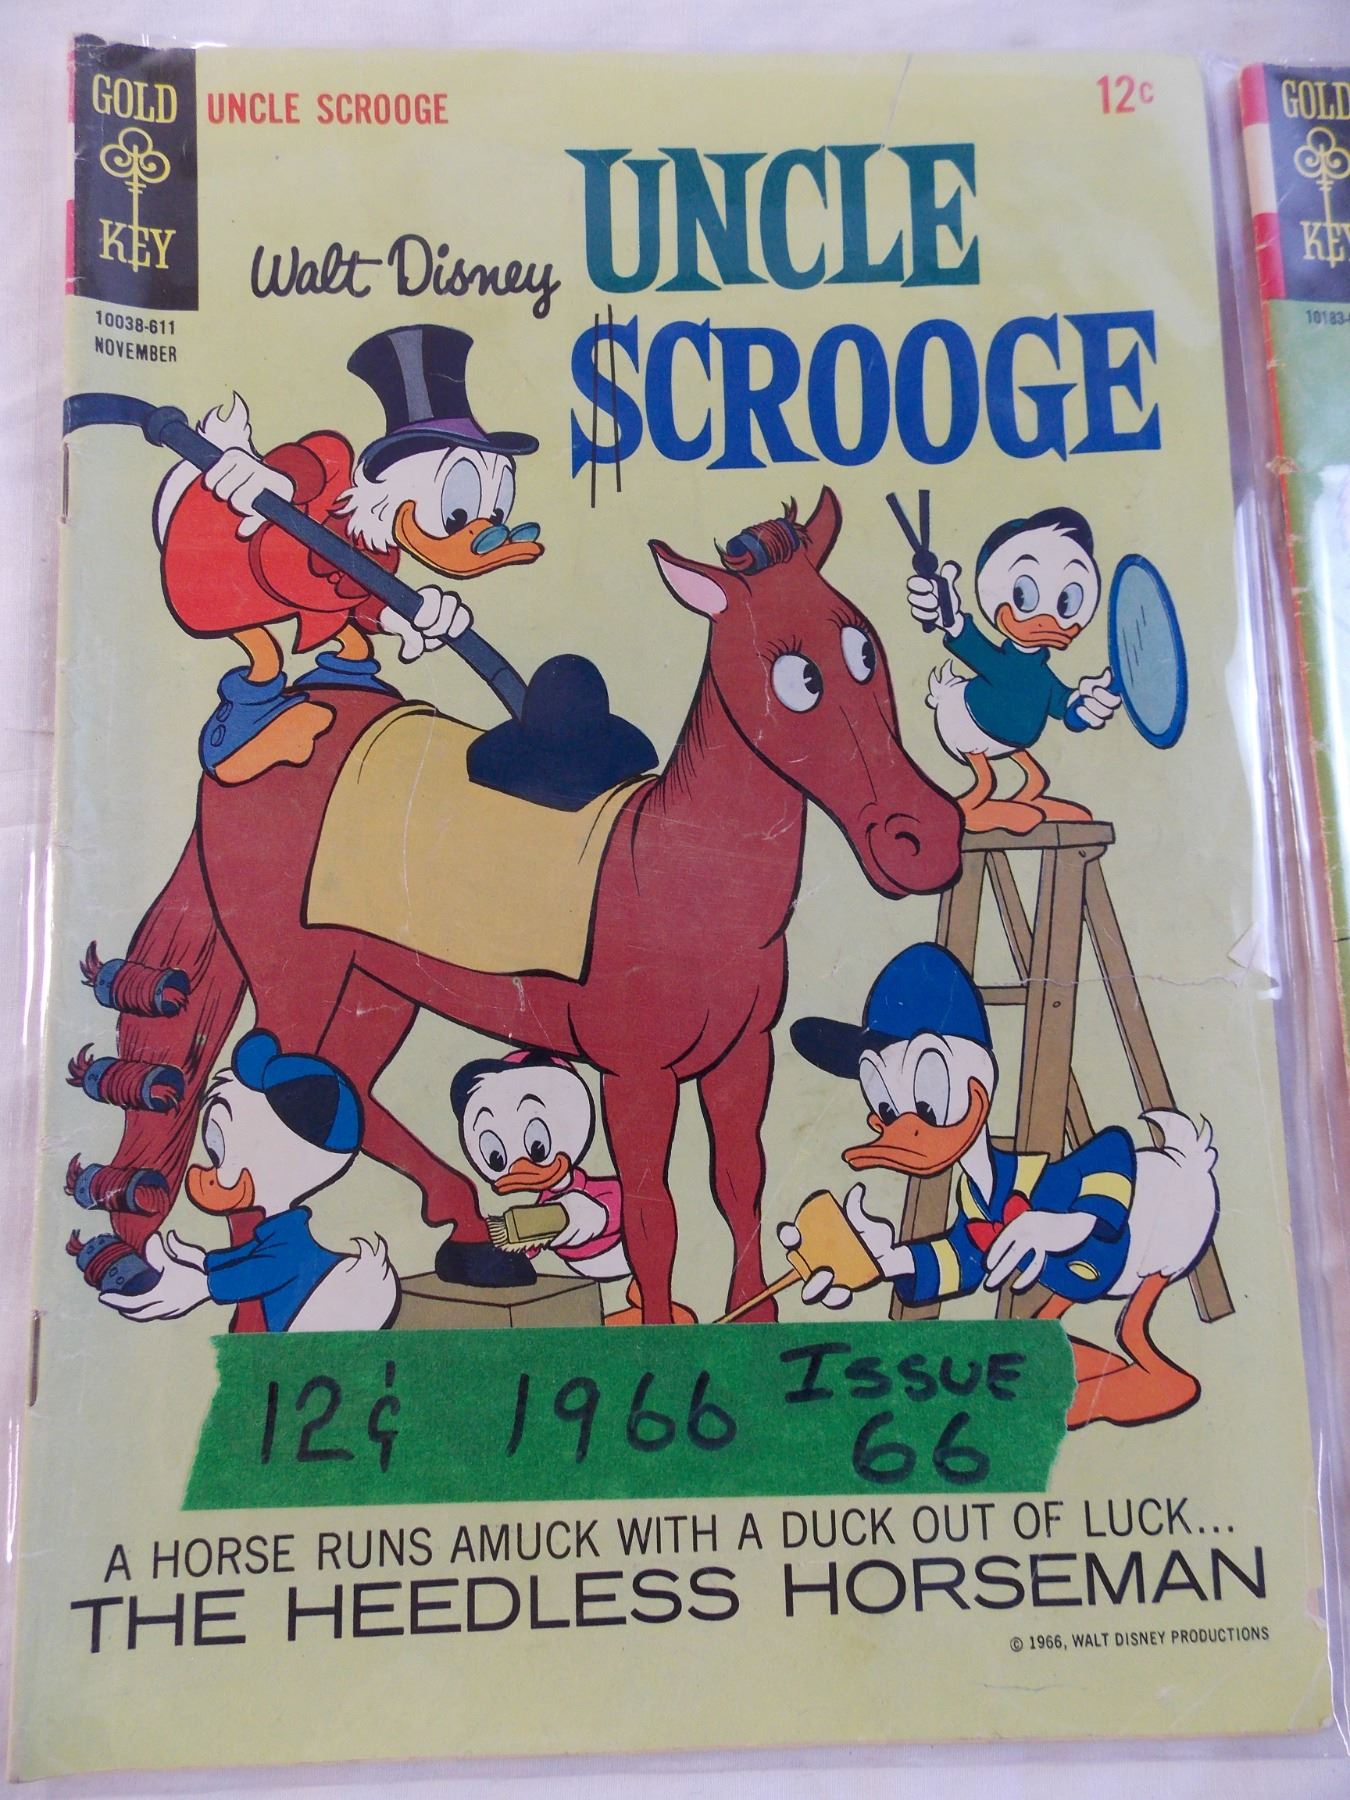 GOLD
KEY
UNCLE SCROOGE
12c
Walt Disney
UNCLE
$CROOGE
10038-611
NOVEMBER
12¢ 1966 ISSUE
66
A HORSE RUNS AMUCK WITH A DUCK OUT OF LUCK...
THE HEEDLESS HORSEMAN
© 1966, WALT DISNEY PRODUCTIONS
GOLD
KEY
10183-